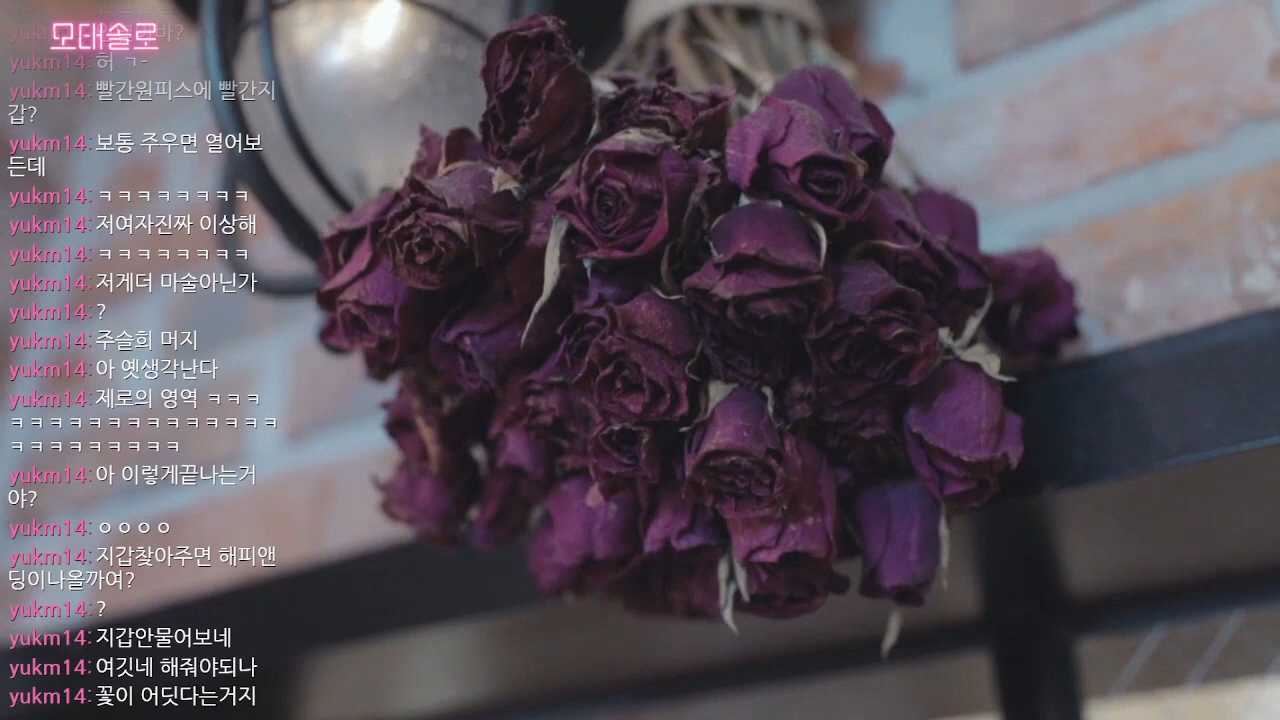 모태솔로
yukm14: 허 ㄱ-
yukm14: 빨간원피스에 빨간지
갑?
yukm14: 보통 주우면 열어보
든데
yukm14: ㅋㅋㅋㅋㅋㅋㅋㅋ
yukm14: 저여자진짜 이상해
yukm14: ㅋㅋㅋㅋㅋㅋㅋㅋ
yukm14: 저게더 마술아닌가
yukm14: ?
yukm14: 주슬희 머지
yukm14: 아 옛생각난다
yukm14: 제로의 영역 ㅋㅋㅋ
ㅋㅋㅋㅋㅋㅋㅋㅋㅋㅋㅋㅋㅋㅋ
ㅋㅋㅋㅋㅋㅋㅋㅋㅋ
yukm14: 아 이렇게끝나는거
야?
yukm14: ㅇㅇㅇㅇ
yukm14: 지갑찾아주면 해피앤
딩이나올까여?
yukm14: ?
yukm14: 지갑안물어보네
yukm14: 여깃네 해줘야되나
yukm14: 꽃이 어딧다는거지